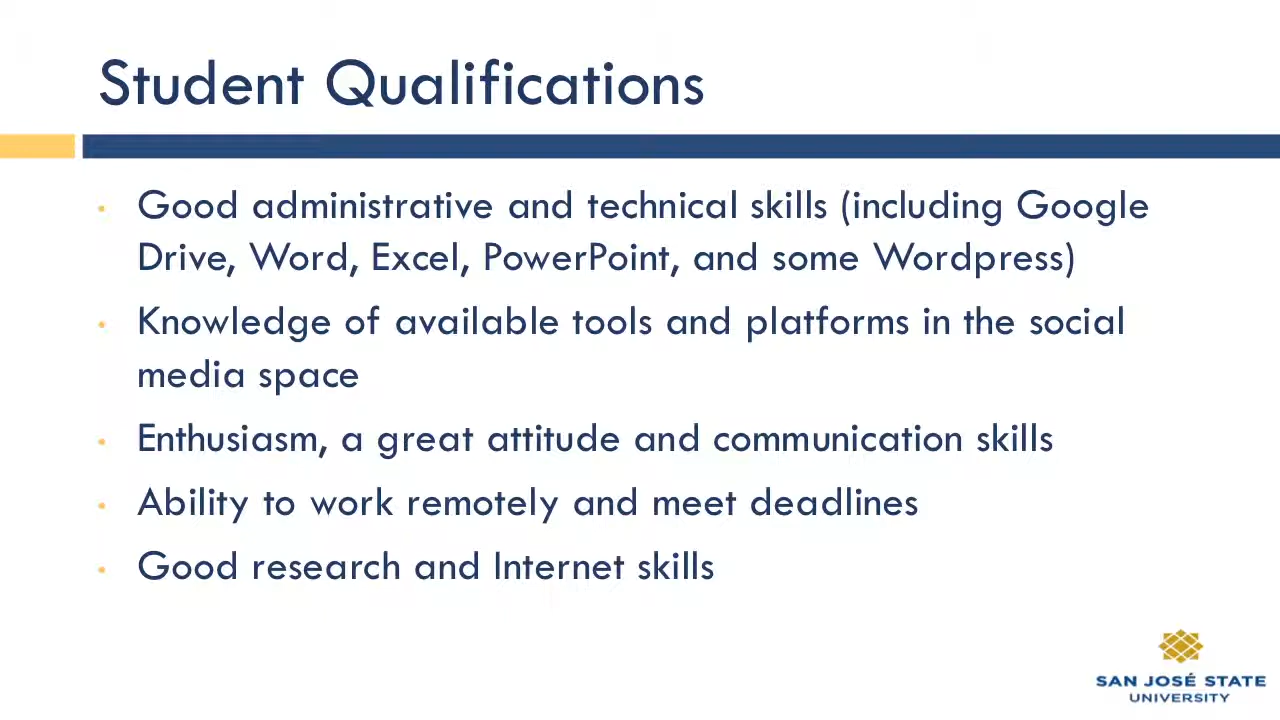 Student Qualifications
• Good administrative and technical skills (including Google
Drive, Word, Excel, PowerPoint, and some Wordpress)
• Knowledge of available tools and platforms in the social
media space
• Enthusiasm, a great attitude and communication skills
• Ability to work remotely and meet deadlines
• Good research and Internet skills
SAN JOSÉ STATE
UNIVERSITY